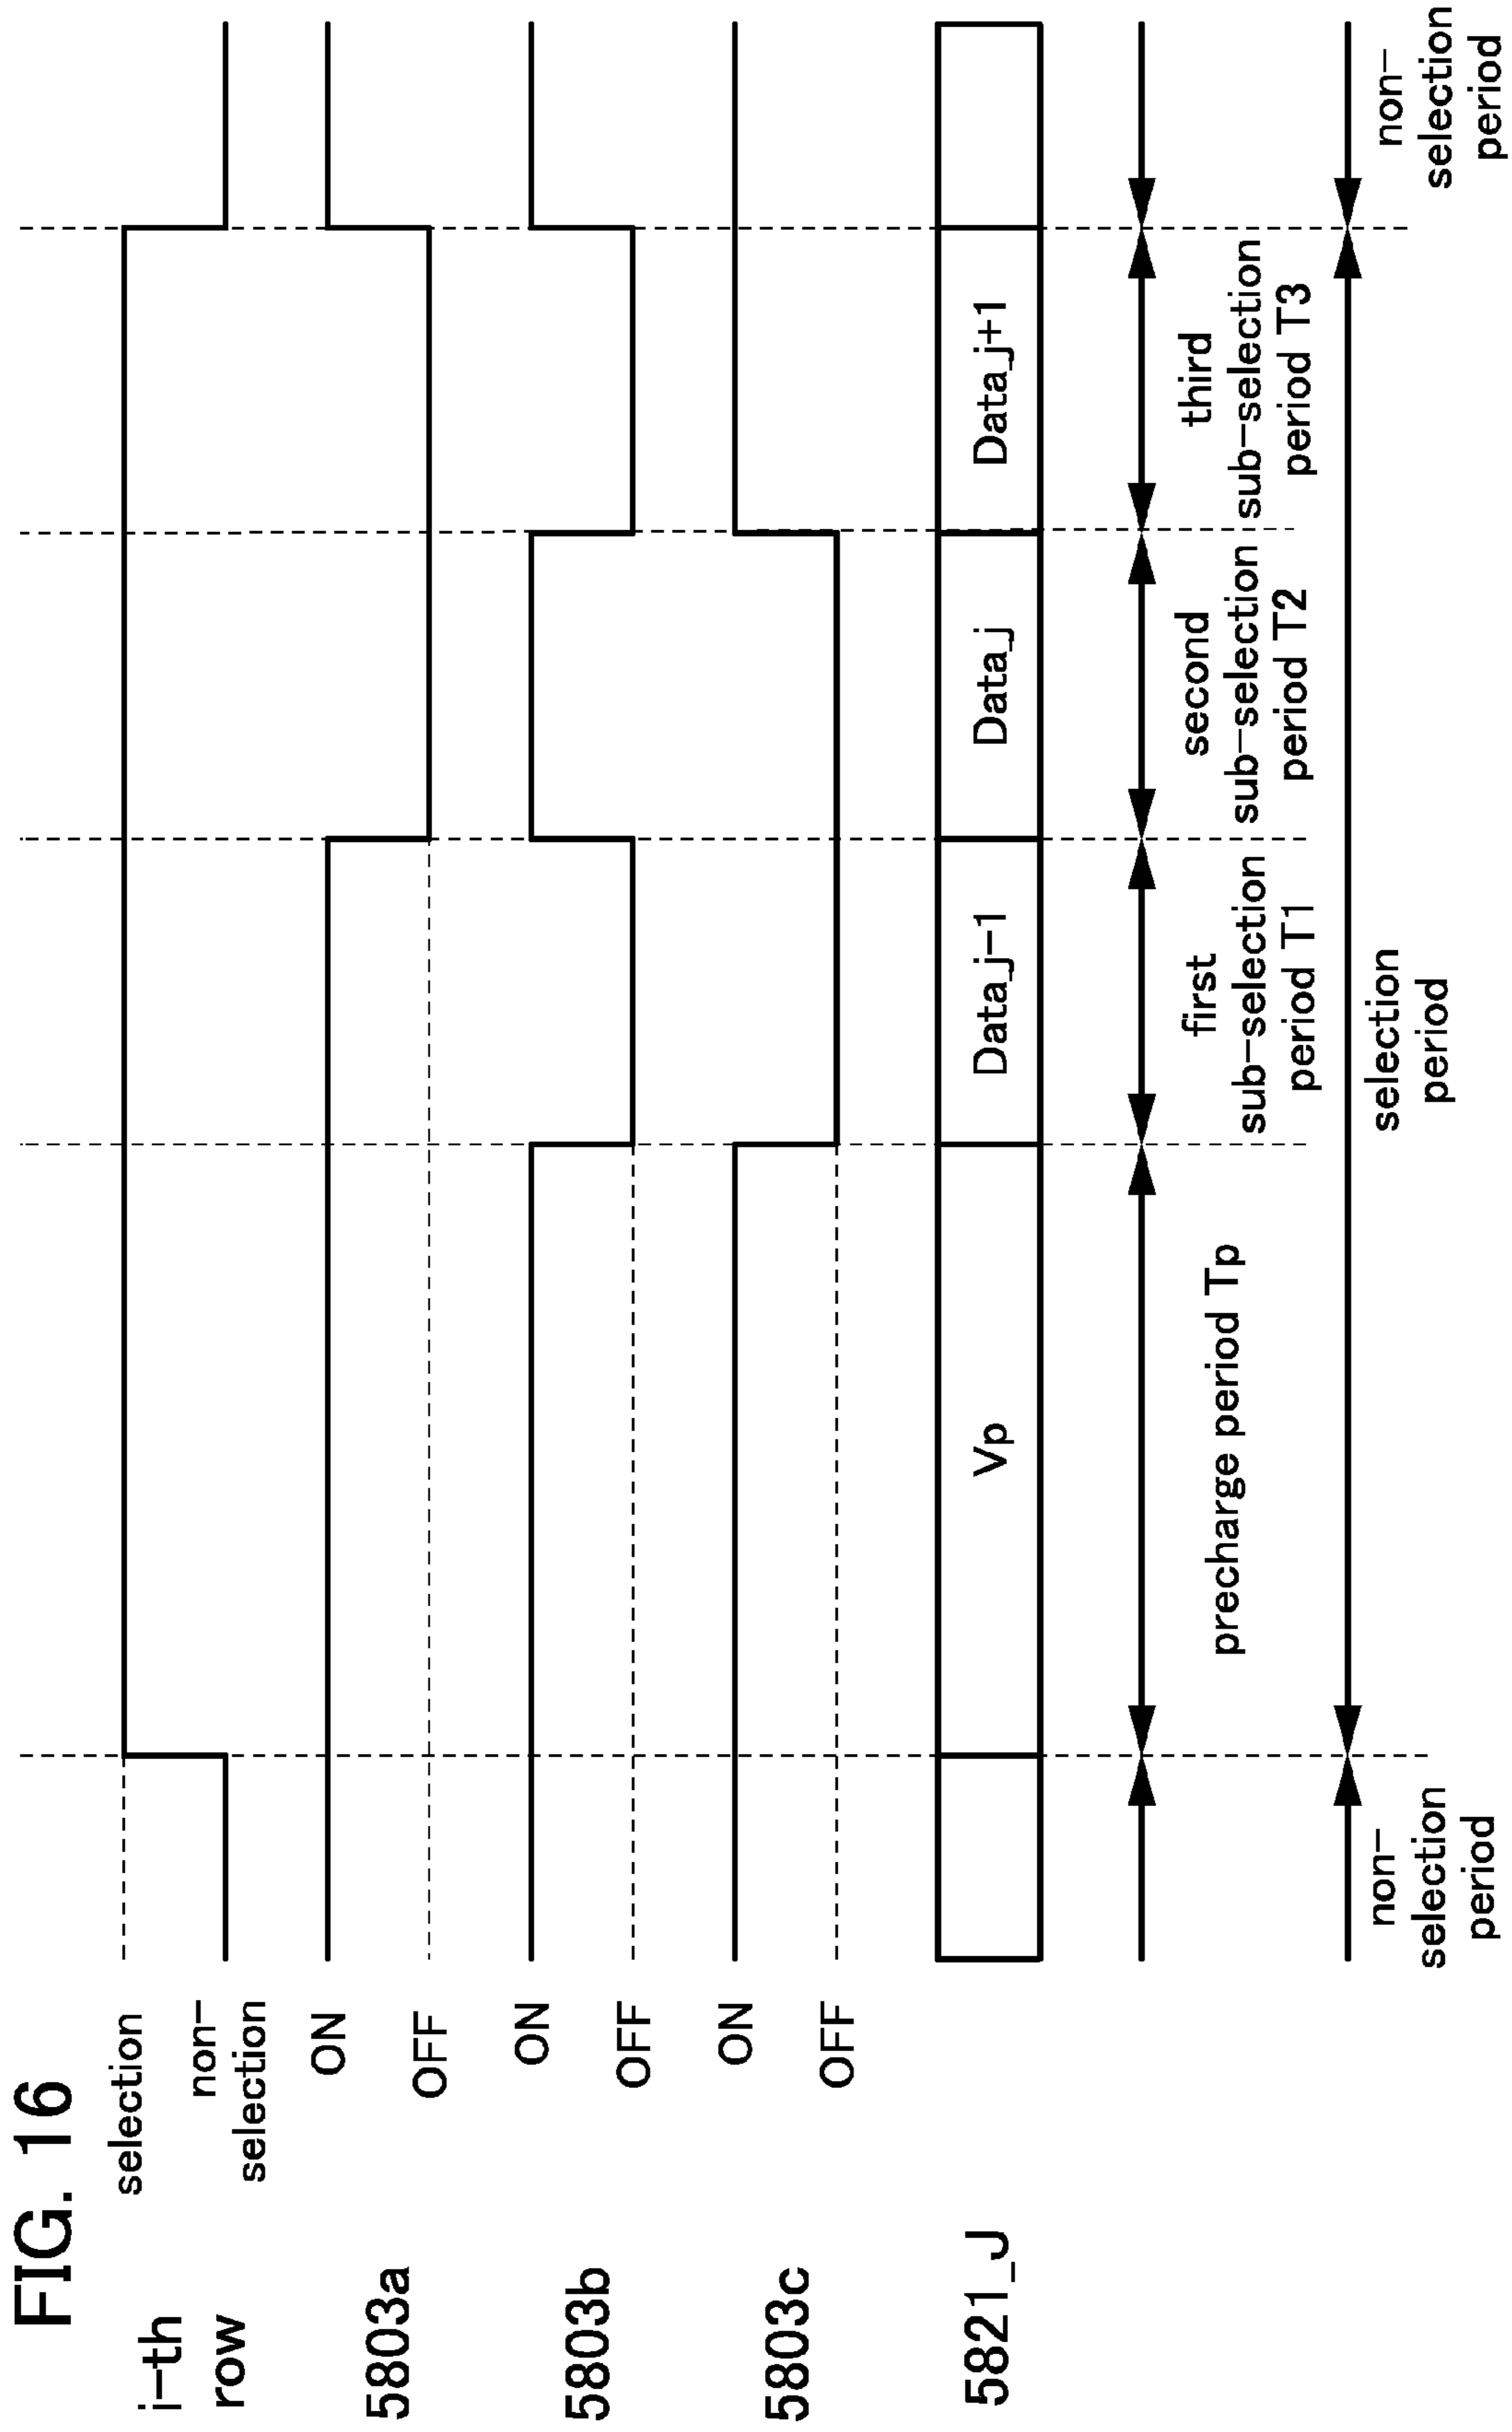 FIG. 16
i-th
row
selection
non-
selection
5803a
ON
OFF
5803b
ON
OFF
5803c
ON
OFF
5821_J
Vp
Data_j-1
Data_j
Data_j+1
precharge period Tp
first
sub-selection
period T1
second
sub-selection
period T2
third
sub-selection
period T3
non-
selection
period
selection
period
non-
selection
period